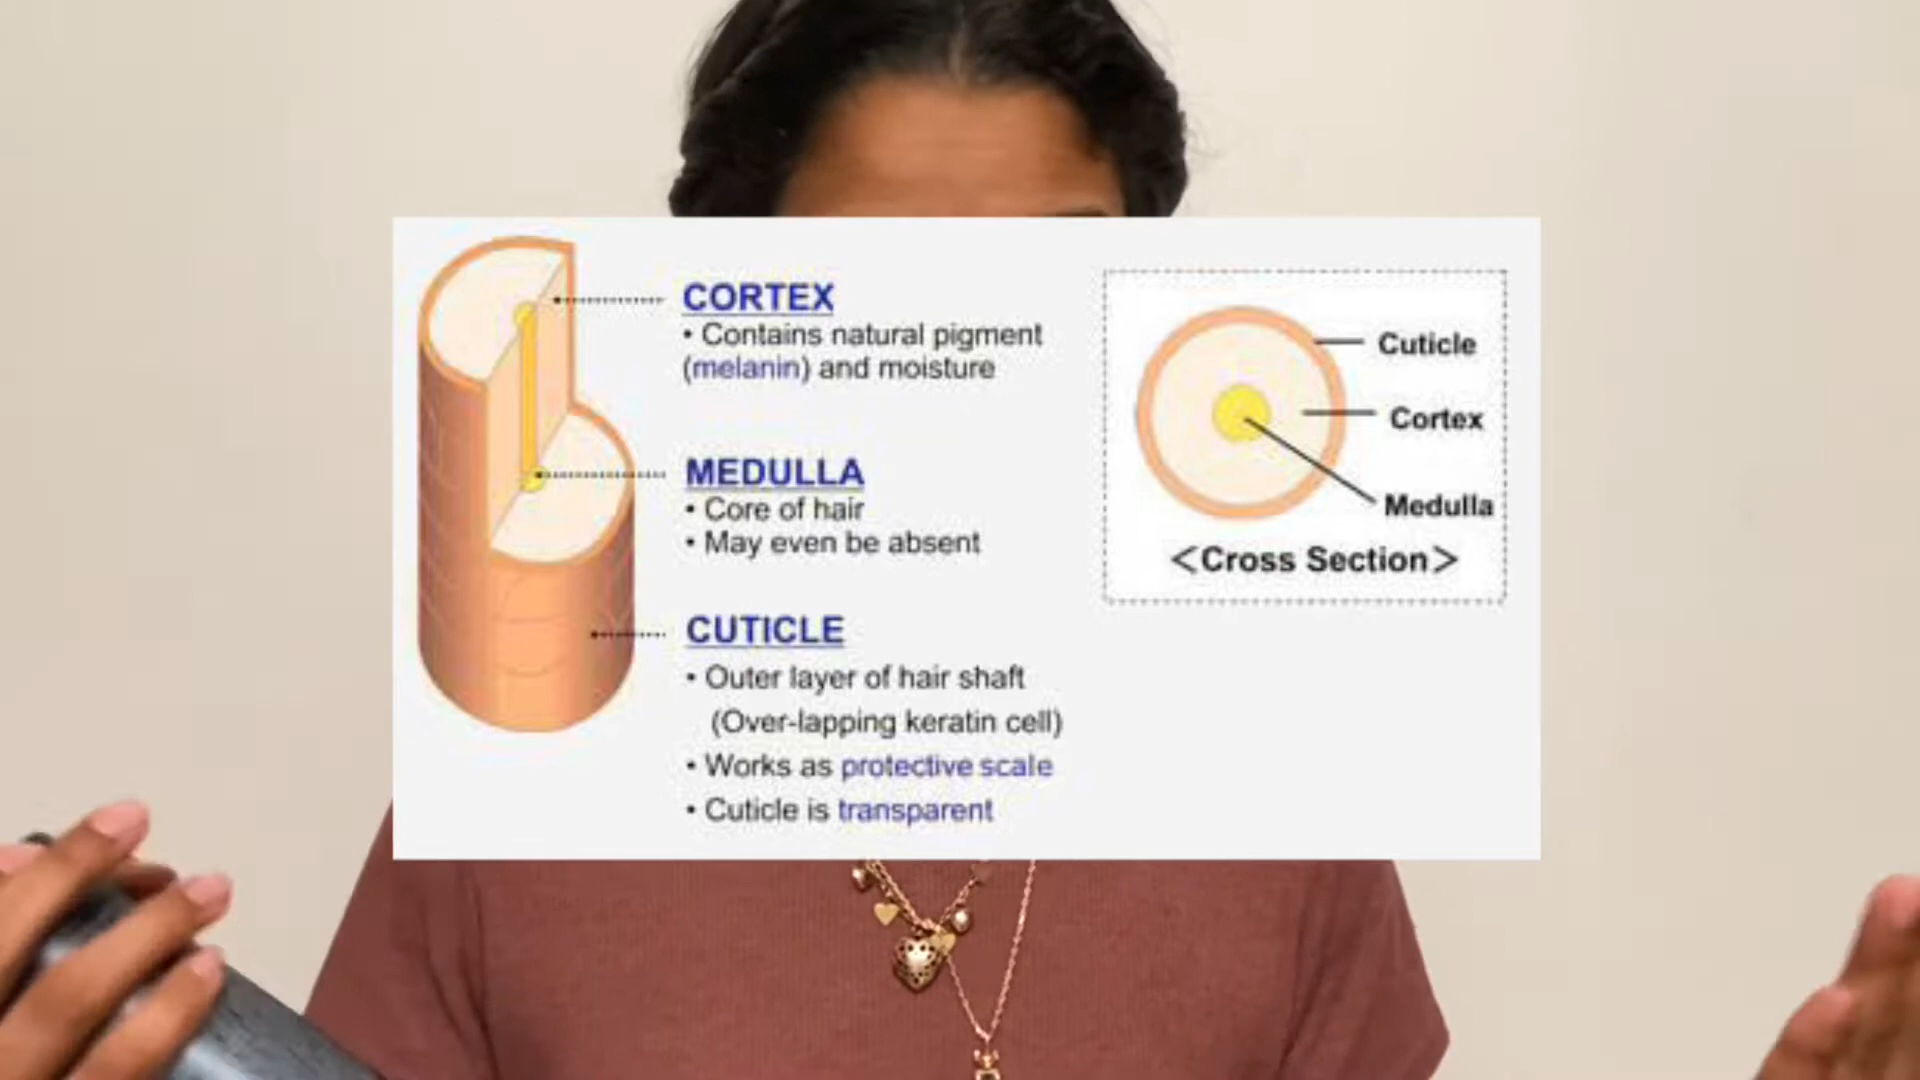 CORTEX
• Contains natural pigment
(melanin) and moisture
MEDULLA
• Core of hair
• May even be absent
CUTICLE
• Outer layer of hair shaft
(Over-lapping keratin cell)
• Works as protective scale
• Cuticle is transparent
Cuticle
Cortex
Medulla
<Cross Section>